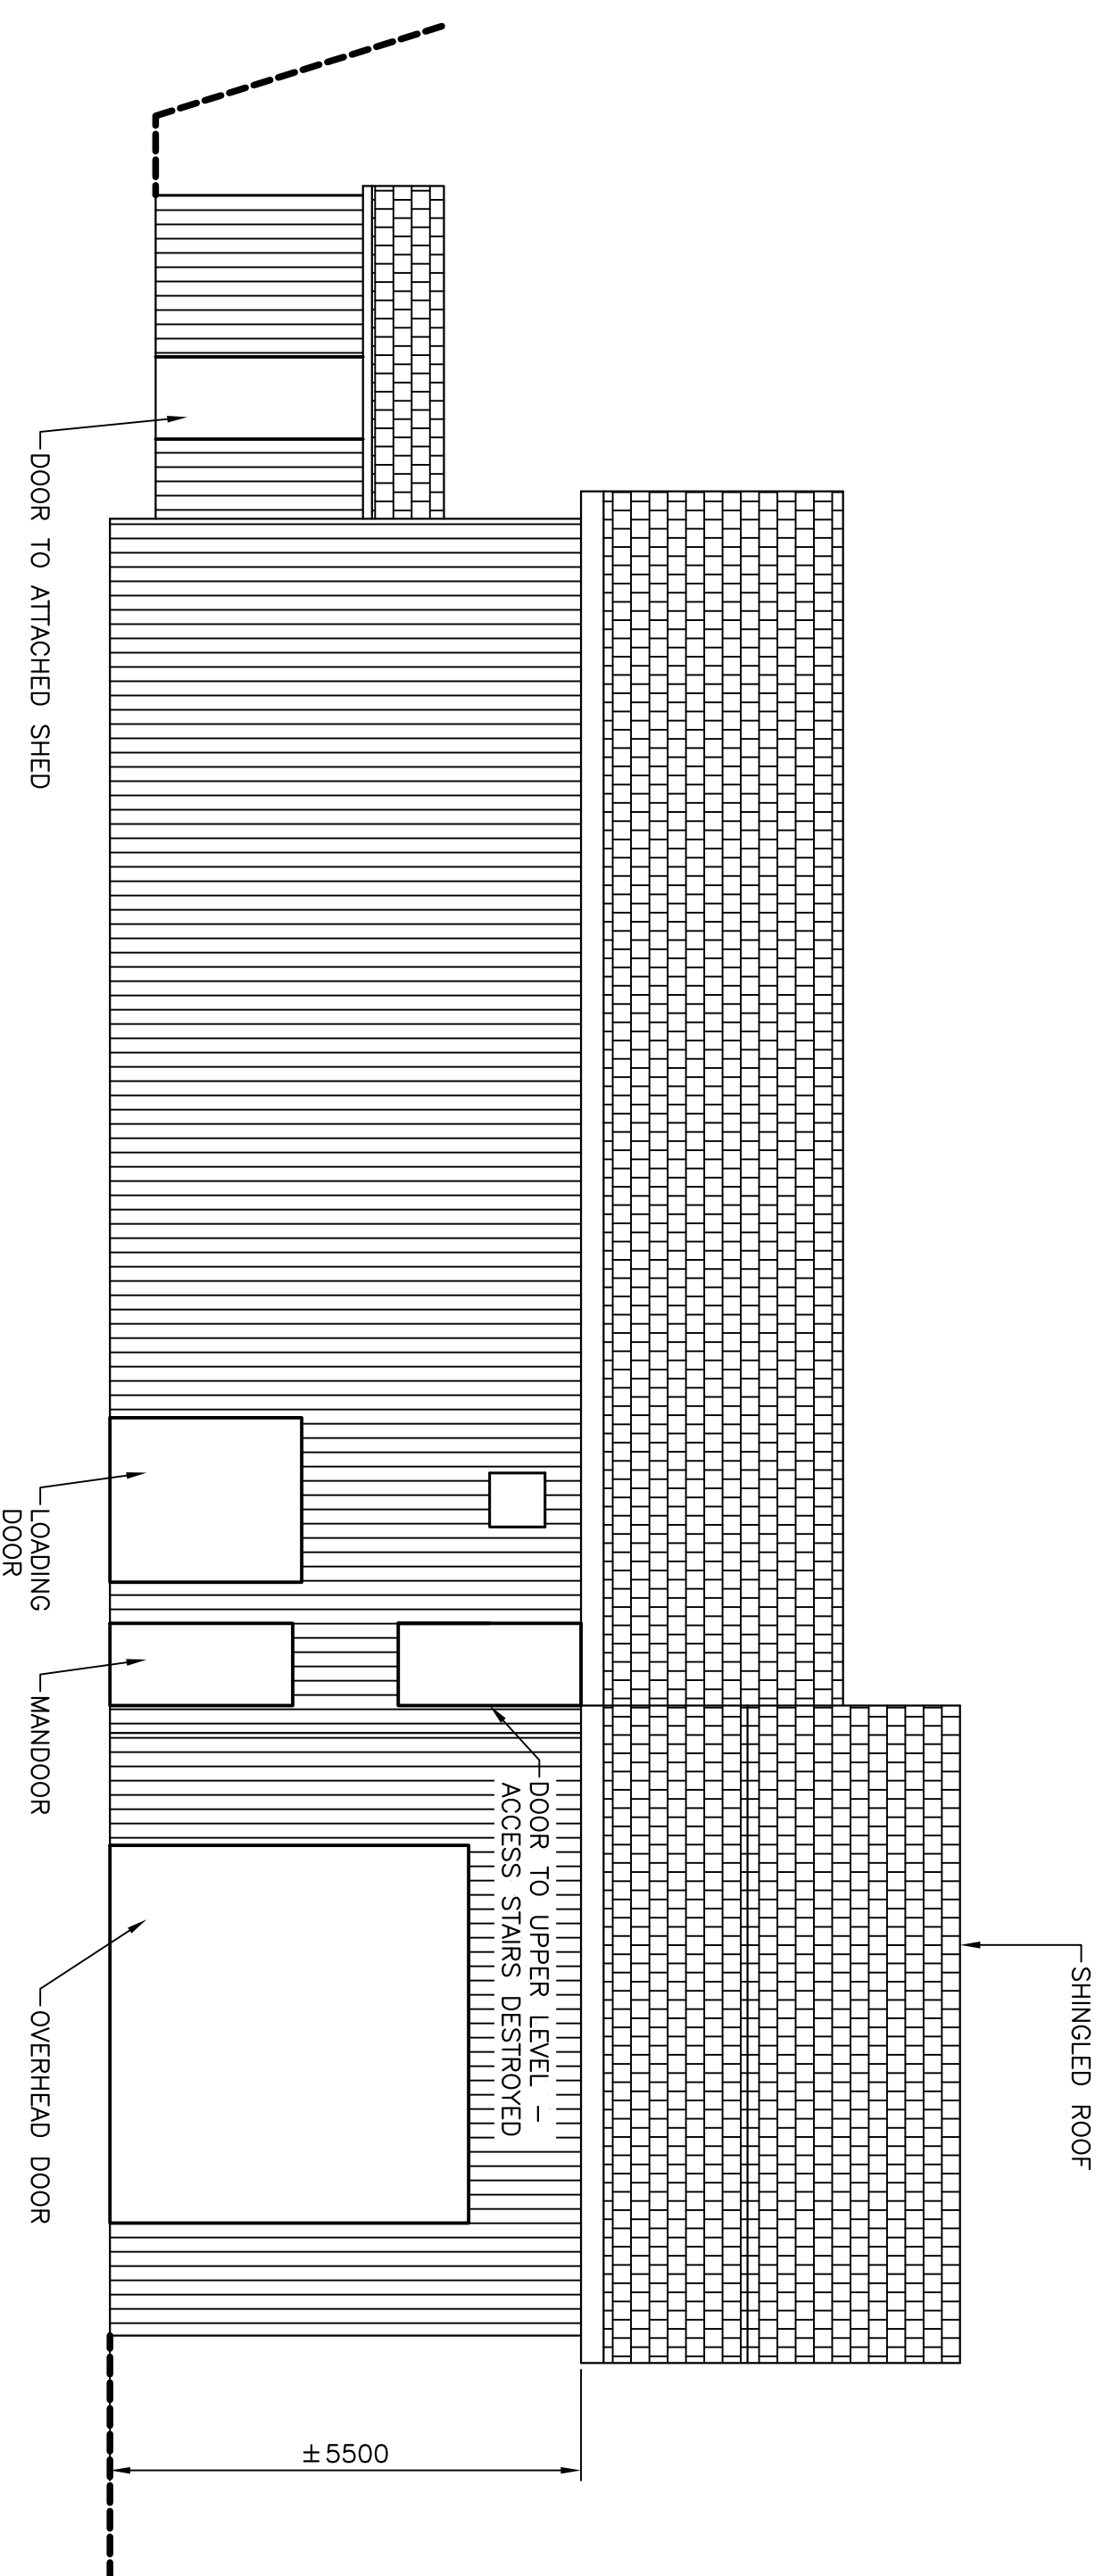 SHINGLED ROOF
DOOR TO UPPER LEVEL –
ACCESS STAIRS DESTROYED
±5500
DOOR TO ATTACHED SHED
LOADING
DOOR
MANDOOR
OVERHEAD DOOR